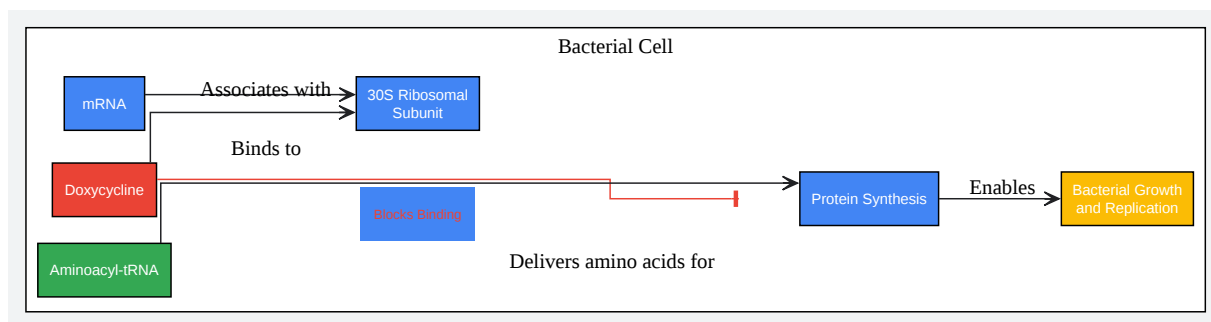 Bacterial Cell
mRNA
Associates with
30S Ribosomal
Subunit
Binds to
Doxycycline
Blocks Binding
Protein Synthesis
Enables
Bacterial Growth
and Replication
Aminoacyl-tRNA
Delivers amino acids for